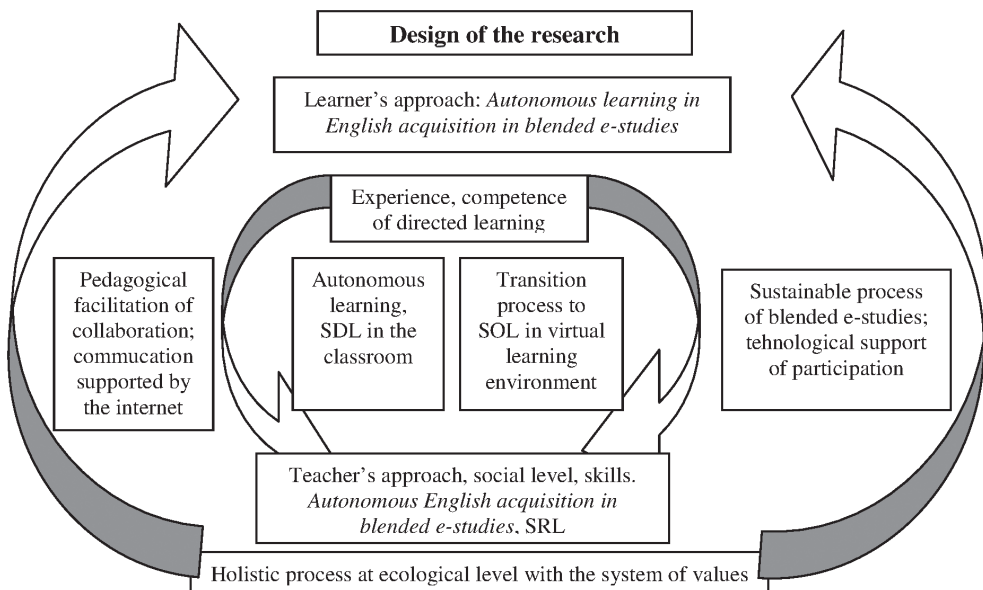 Design of the research
Learner's approach: Autonomous learning in
English acquisition in blended e-studies
Experience, competence
of directed learning
Pedagogical
facilitation of
collaboration;
commucation
supported by
the internet
Autonomous
learning,
SDL in the
classroom
Transition
process to
SOL in virtual
learning
environment
Sustainable process
of blended e-studies;
tehnological support
of participation
Teacher's approach, social level, skills.
Autonomous English acquisition in
blended e-studies, SRL
Holistic process at ecological level with the system of values